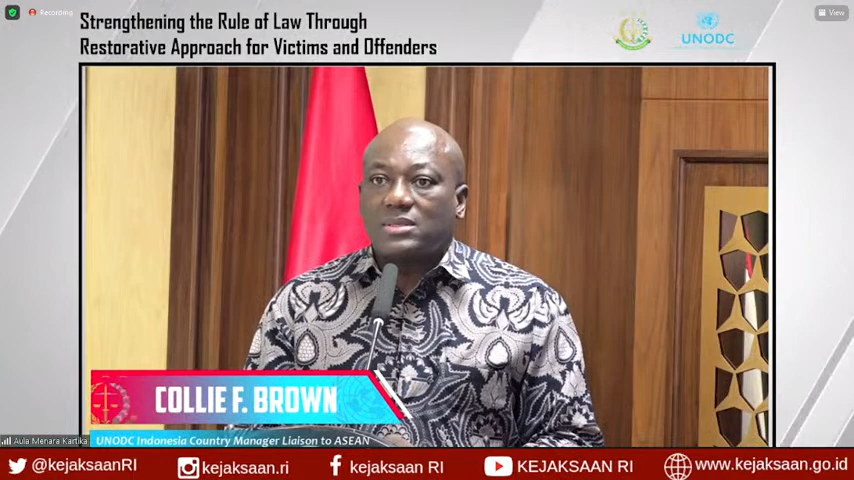 Recording
View
Strengthening the Rule of Law Through
Restorative Approach for Victims and Offenders
UNODC
COLLIE F. BROWN
Aula Menara Kartika
UNODC Indonesia Country Manager Liaison to ASEAN
@kejaksaanRI
kejaksaan.ri
kejaksaan RI
KEJAKSAAN RI
www.kejaksaan.go.id